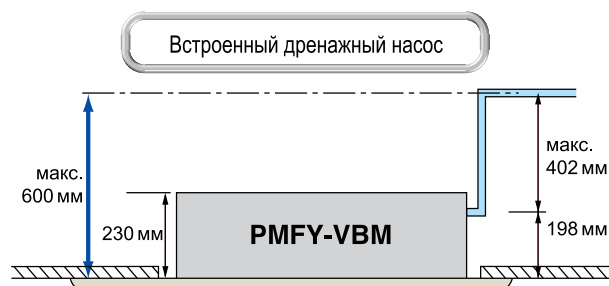 Встроенный дренажный насос
макс.
600 мм
230 мм
PMFY-VBM
макс.
402 мм
198 мм